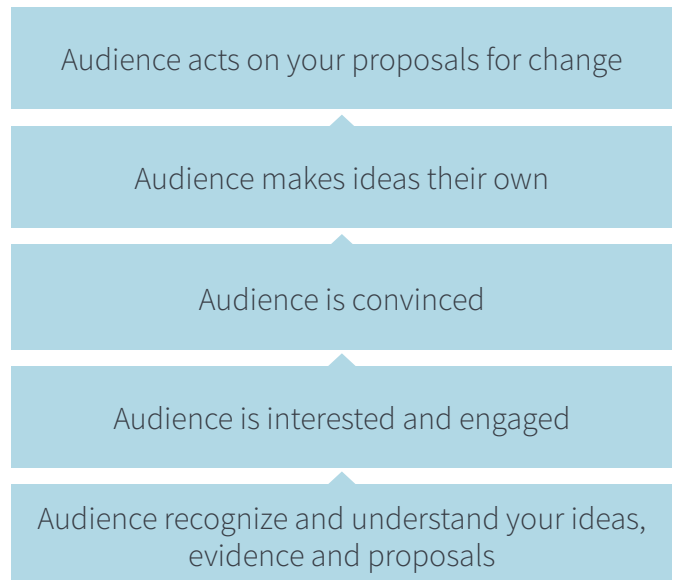 Audience acts on your proposals for change
Audience makes ideas their own
Audience is convinced
Audience is interested and engaged
Audience recognize and understand your ideas,
evidence and proposals